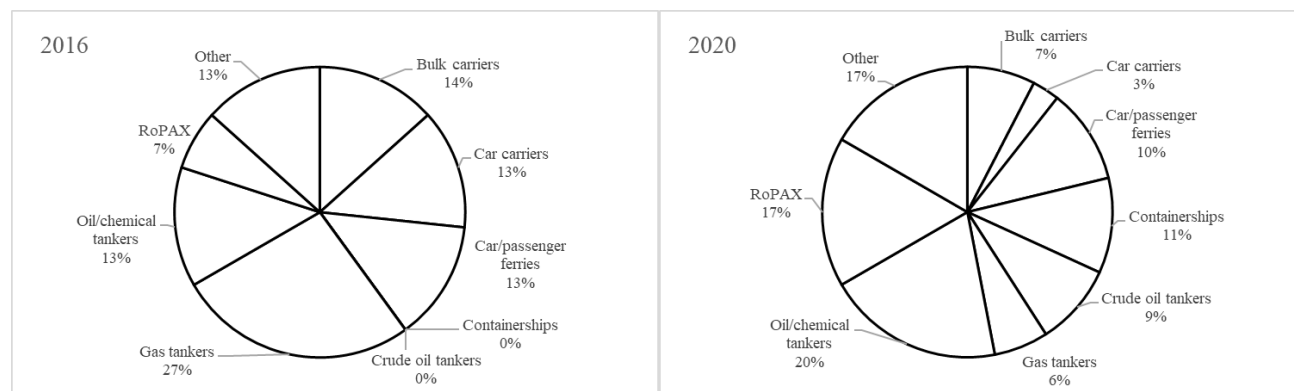 2016
Other
13%
Bulk carriers
14%
RoPAX
7%
Car carriers
13%
Oil/chemical
tankers
13%
Car/passenger
ferries
13%
Containerships
0%
Gas tankers
27%
Crude oil tankers
0%
2020
Other
17%
Bulk carriers
7%
Car carriers
3%
Car/passenger
ferries
10%
RoPAX
17%
Containerships
11%
Crude oil tankers
9%
Oil/chemical
tankers
20%
Gas tankers
6%